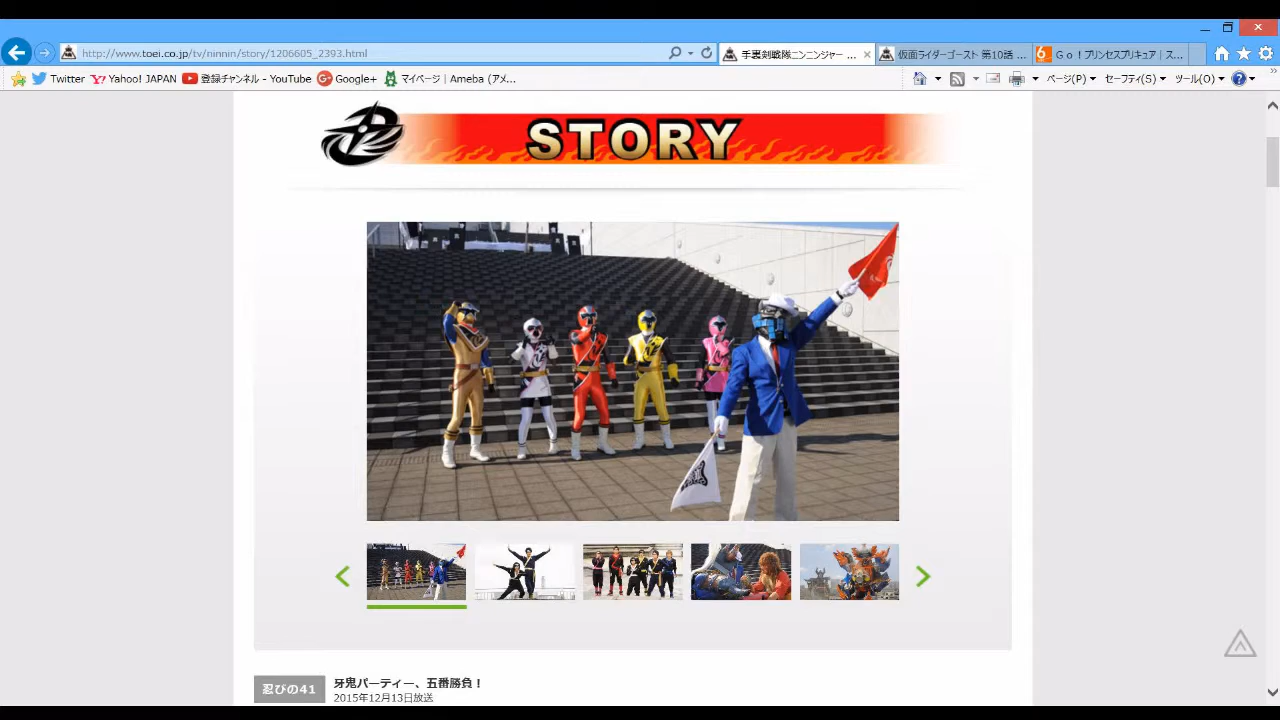 http://www.toei.co.jp/tv/ninnin/story/1206605_2393.html
手裏剣戦隊ニンニンジャー ...
仮面ライダーゴースト 第10話 ...
Go!プリンセスプリキュア | ス...
Twitter
Yahoo! JAPAN
登録チャンネル - YouTube
Google+
マイページ | Ameba (アメ...
ページ(P)
セーフティ(S)
ツール(O)
STORY
忍びの41
牙鬼パーティー、五番勝負!
2015年12月13日放送